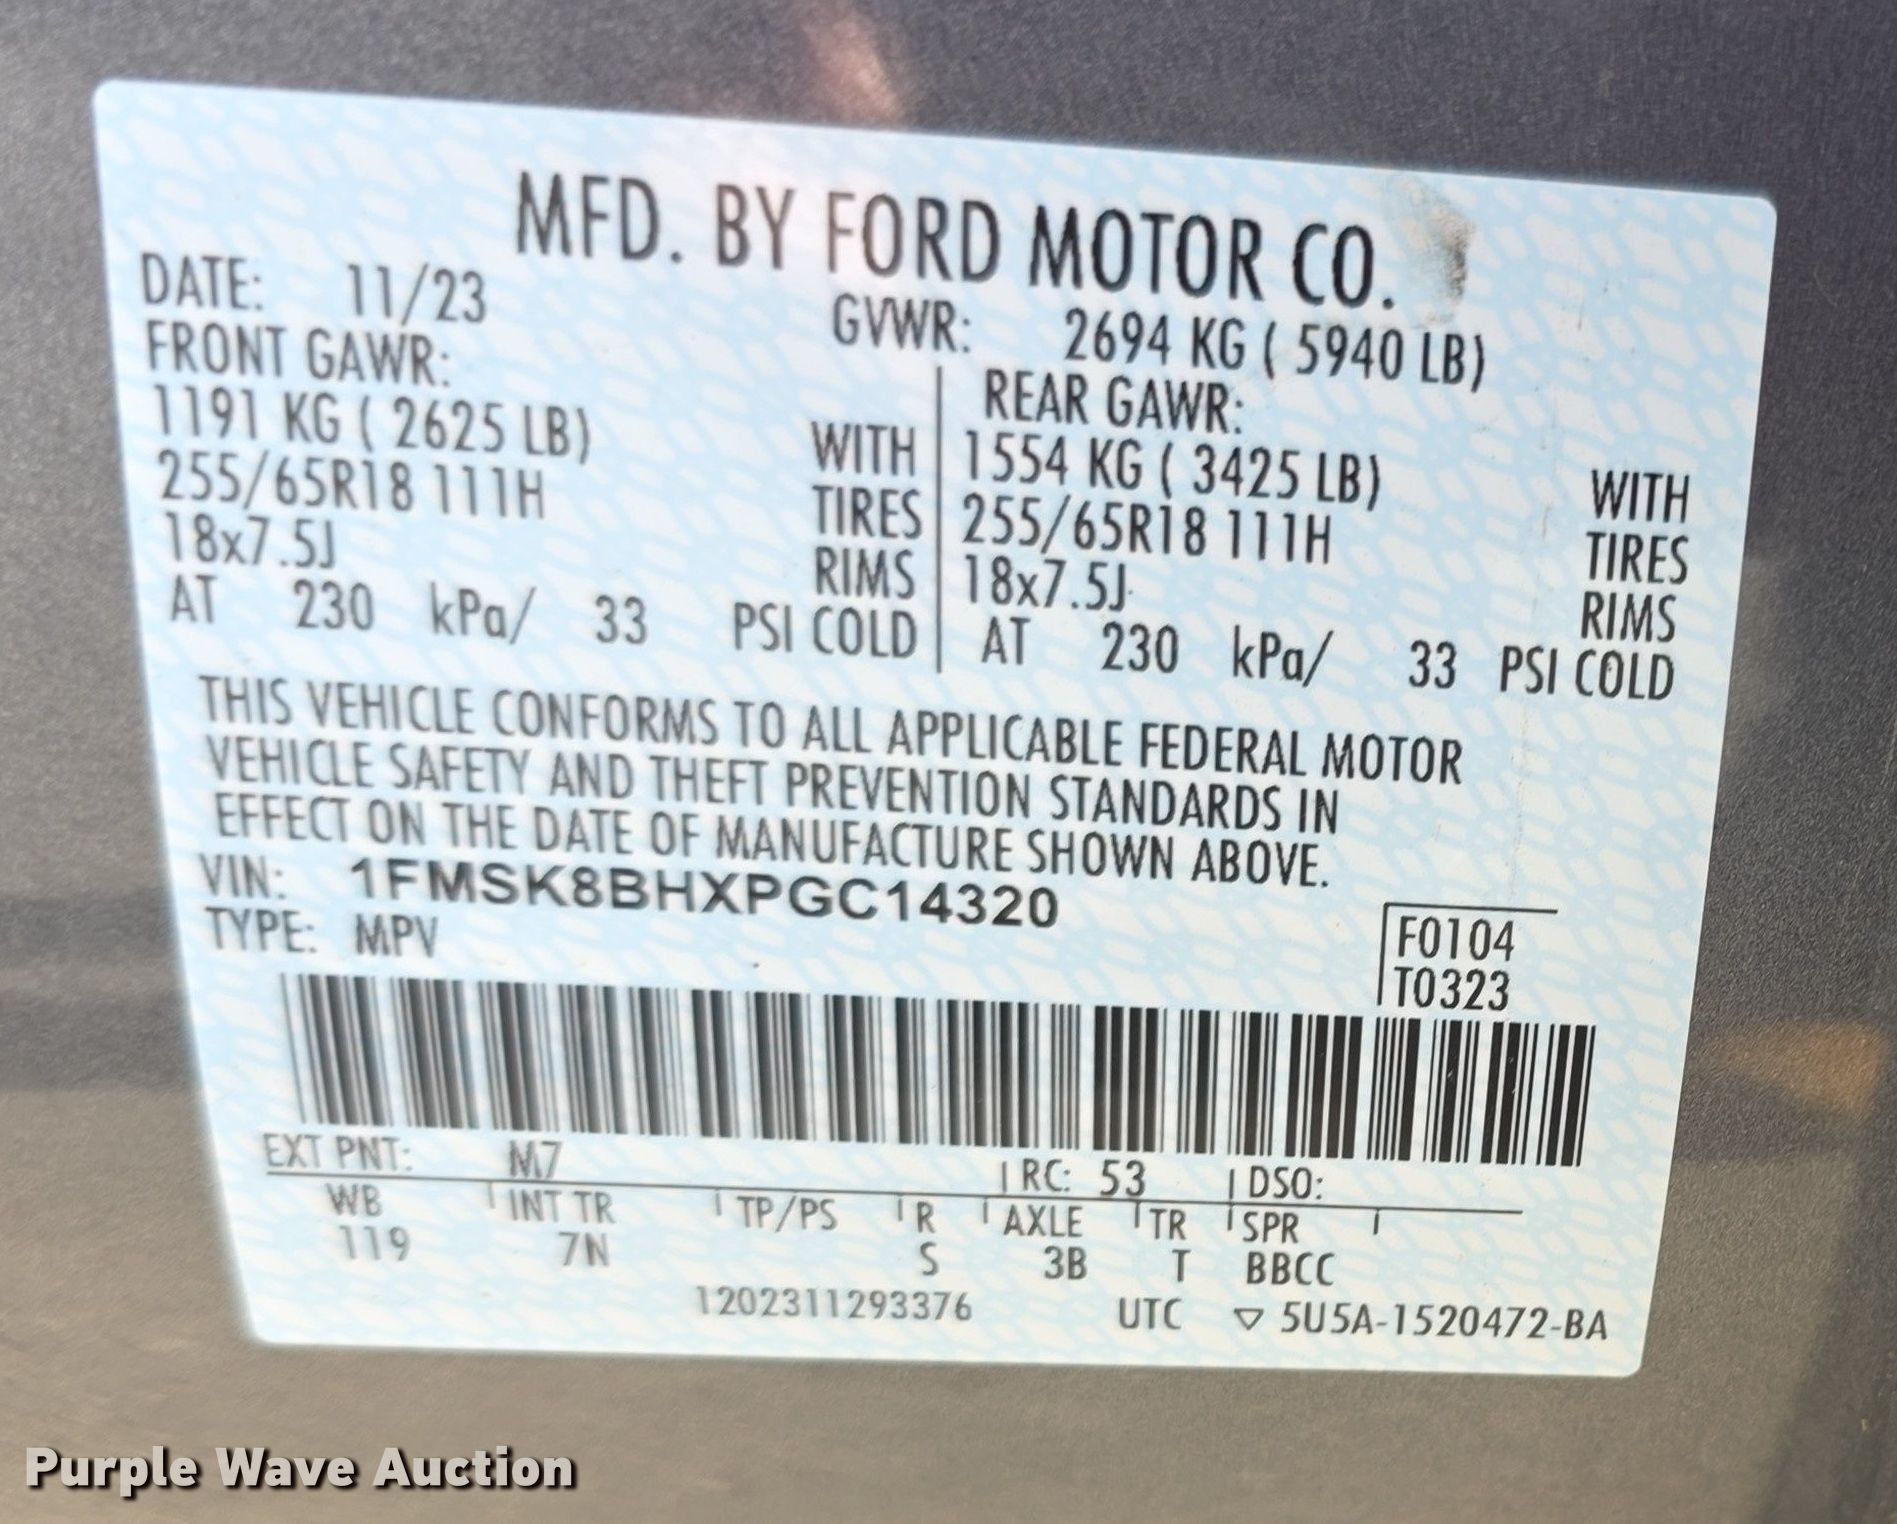 MFD. BY FORD MOTOR CO.
DATE: 11/23 GVWR: 2694 KG ( 5940 LB)
FRONT GAWR: REAR GAWR:
1191 KG ( 2625 LB) WITH 1554 KG ( 3425 LB) WITH
255/65R18 111H TIRES 255/65R18 111H TIRES
18x7.5J RIMS 18x7.5J RIMS
AT 230 kPa/ 33 PSI COLD AT 230 kPa/ 33 PSI COLD
THIS VEHICLE CONFORMS TO ALL APPLICABLE FEDERAL MOTOR
VEHICLE SAFETY AND THEFT PREVENTION STANDARDS IN
EFFECT ON THE DATE OF MANUFACTURE SHOWN ABOVE.
VIN: 1FMSK8BHXPGC14320
TYPE: MPV
F0104
T0323
EXT PNT: M7 RC: 53 DSO:
WB INT TR TP/PS R AXLE TR SPR
119 7N S 3B T BBCC
1202311293376 UTC ▽ 5U5A-1520472-BA
Purple Wave Auction